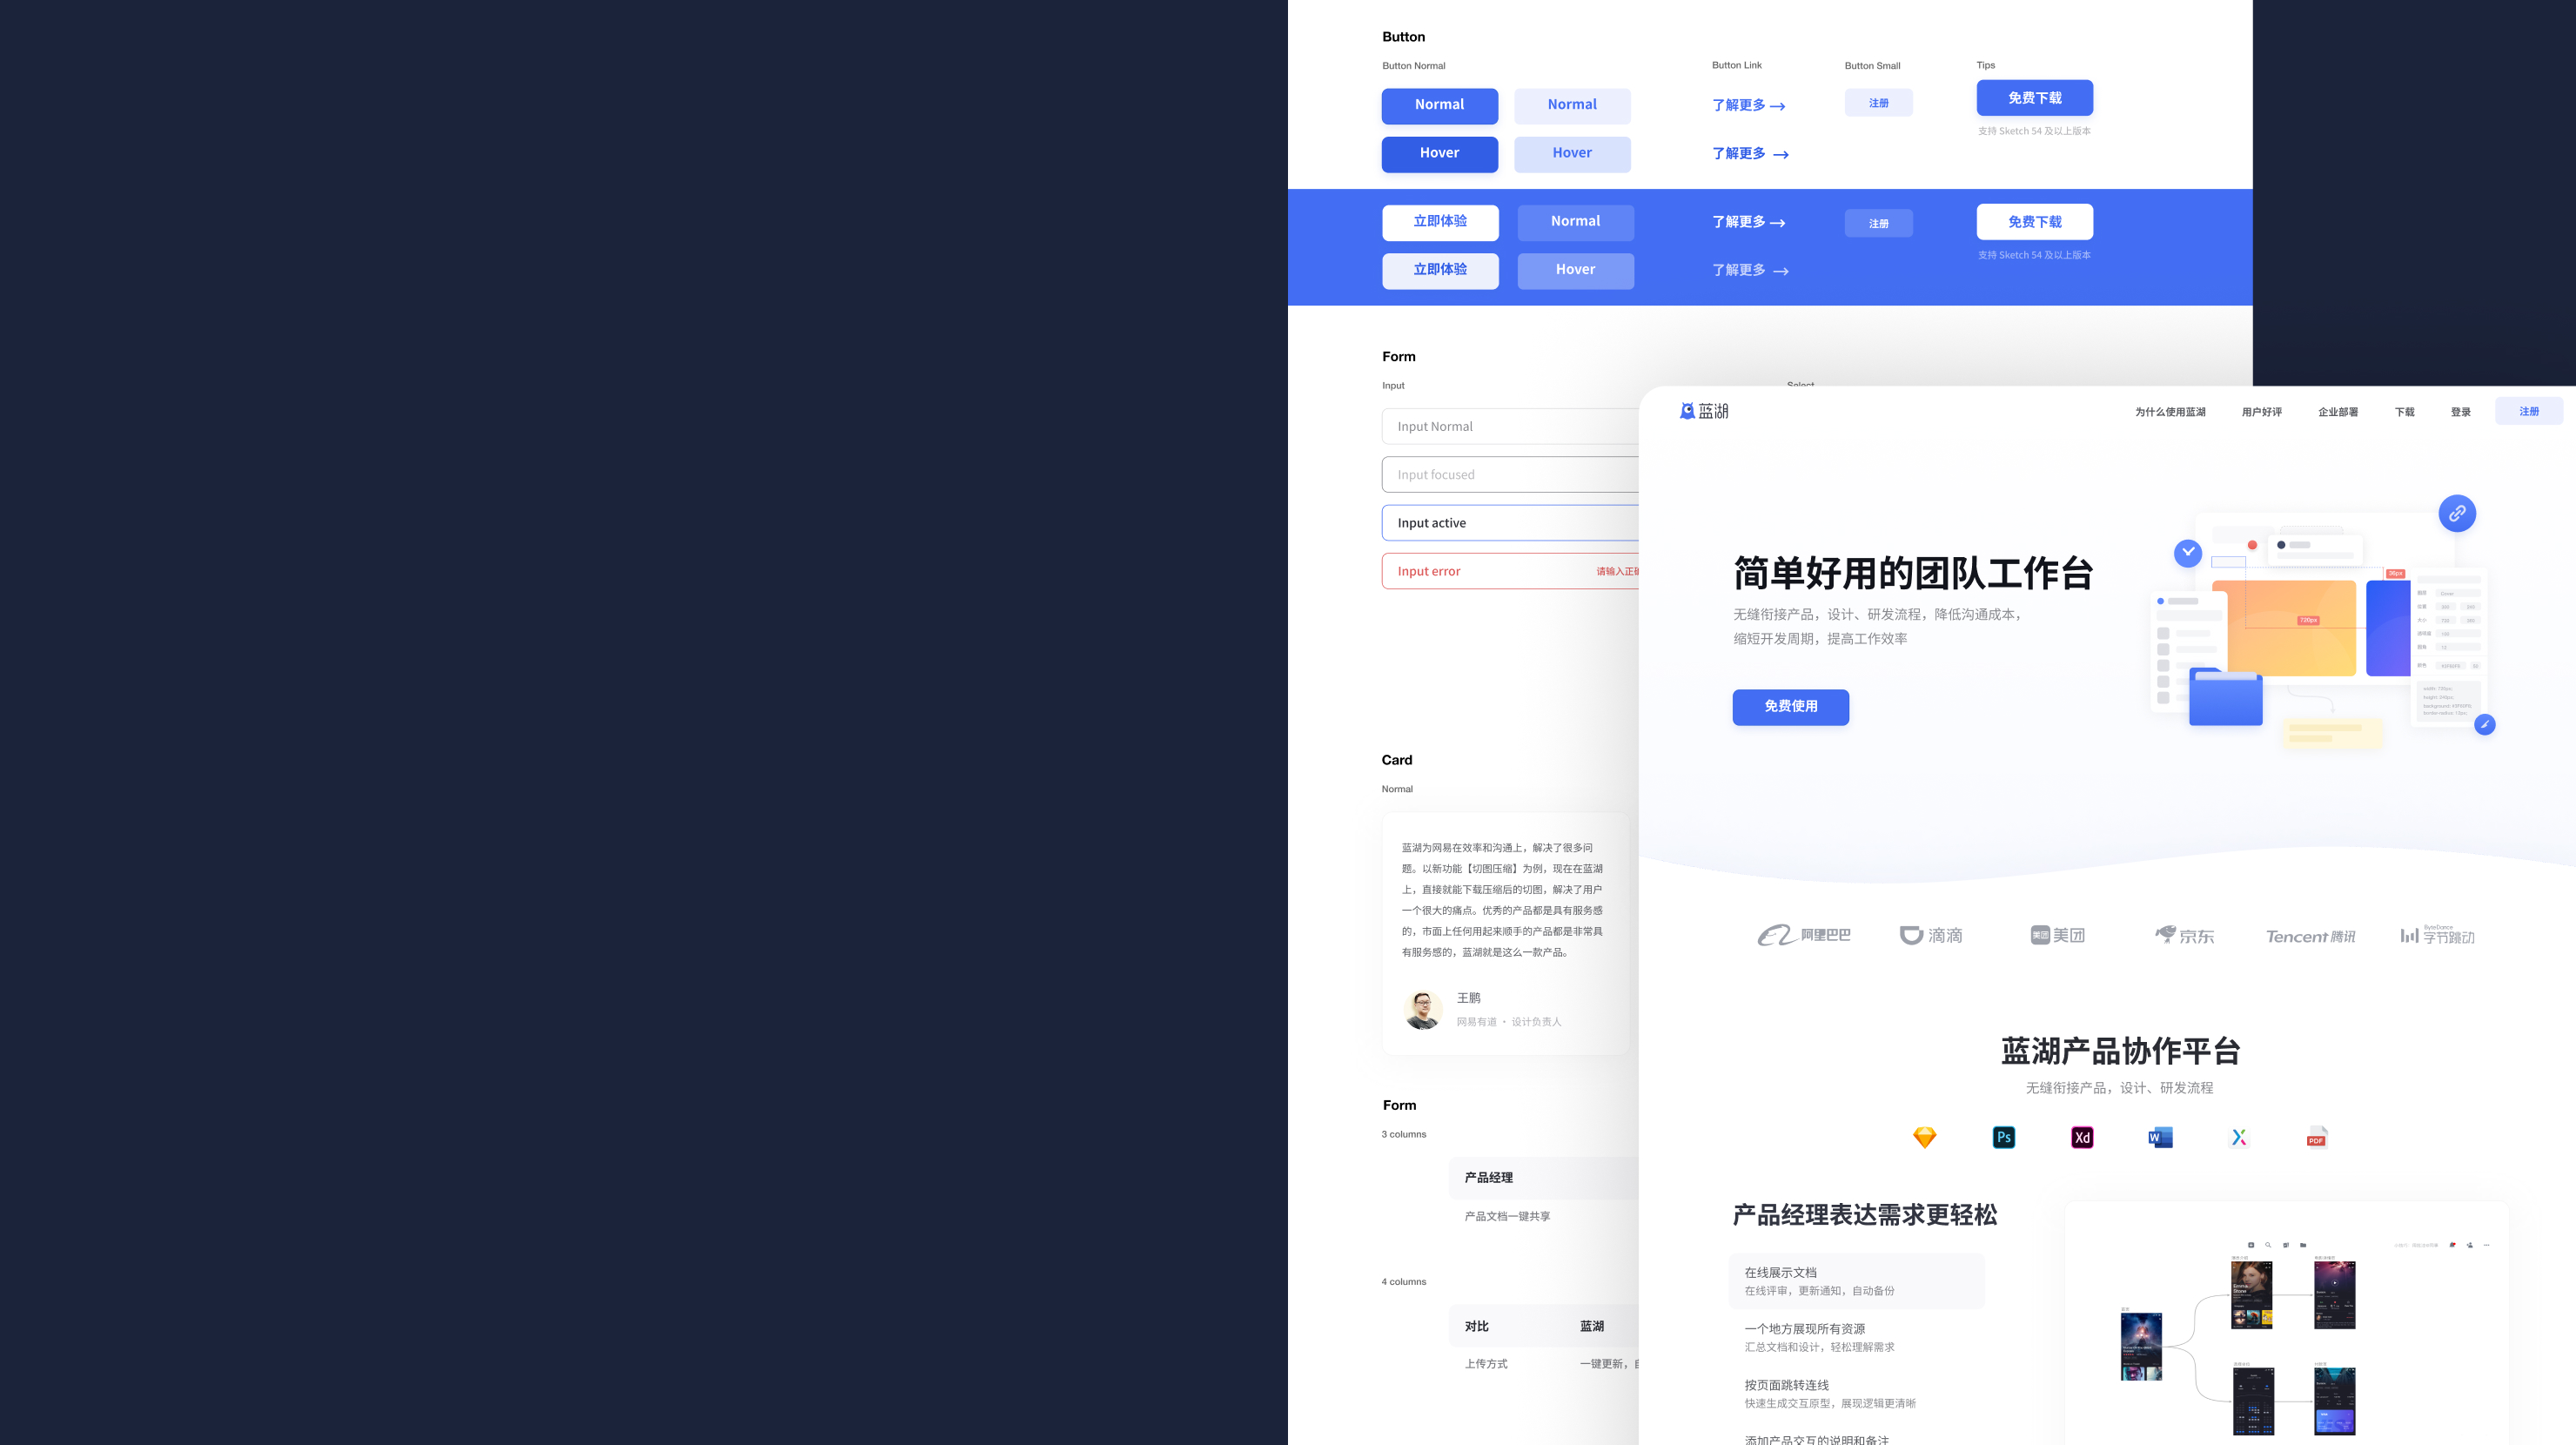 Button
Button Normal
Button Link
Button Small
Tips
Normal
Normal
了解更多
注册
免费下载
支持 Sketch 54 及以上版本
Hover
Hover
了解更多
立即体验
Normal
了解更多
注册
免费下载
支持 Sketch 54 及以上版本
立即体验
Hover
了解更多
Form
Input
Select
Input Normal
Input focused
Input active
Input error
请输入正确
Card
Normal
蓝湖为网易在效率和沟通上，解决了很多问
题。以新功能【切图压缩】为例，现在在蓝湖
上，直接就能下载压缩后的切图，解决了用户
一个很大的痛点。优秀的产品都是具有服务感
的，市面上任何用起来顺手的产品都是非常具
有服务感的，蓝湖就是这么一款产品。
王鹏
网易有道 · 设计负责人
Form
3 columns
产品经理
产品文档一键共享
4 columns
对比
蓝湖
上传方式
一键更新，自
蓝湖
为什么使用蓝湖
用户好评
企业部署
下载
登录
注册
简单好用的团队工作台
无缝衔接产品，设计、研发流程，降低沟通成本，
缩短开发周期，提高工作效率
免费使用
36px
720px
阿里巴巴
滴滴
美团 美团
京东
Tencent 腾讯
ByteDance
字节跳动
蓝湖产品协作平台
无缝衔接产品，设计、研发流程
Ps
Xd
W
PDF
产品经理表达需求更轻松
在线展示文档
在线评审，更新通知，自动备份
一个地方展现所有资源
汇总文档和设计，轻松理解需求
按页面跳转连线
快速生成交互原型，展现逻辑更清晰
添加产品交互的说明和备注